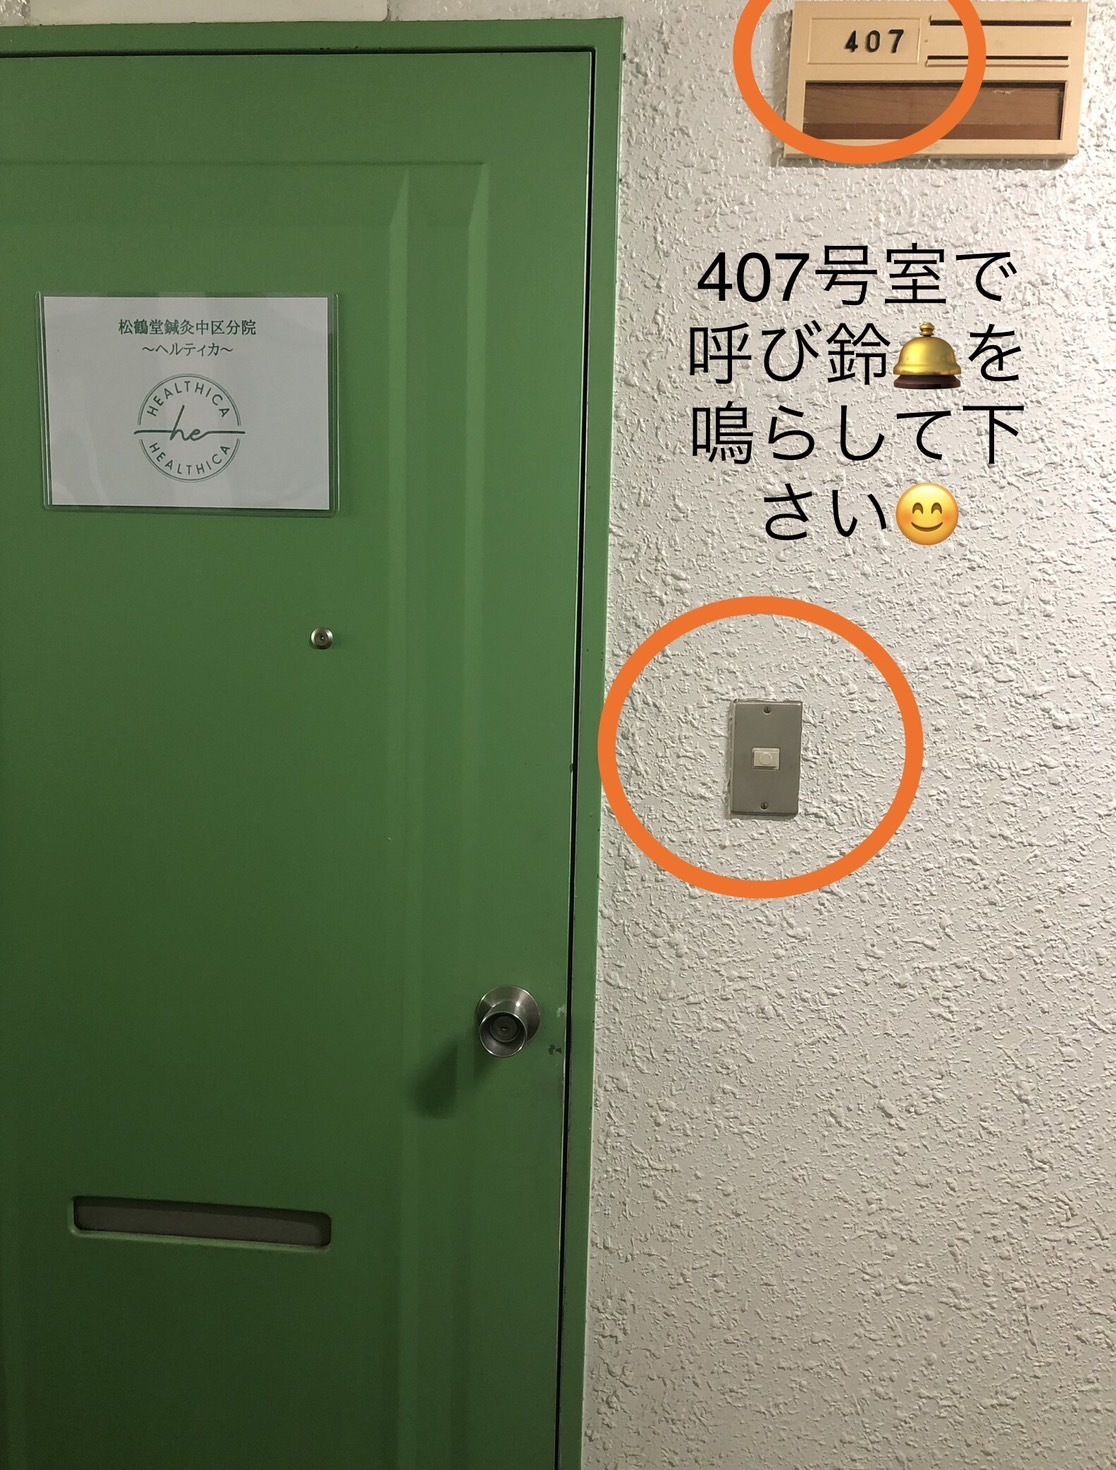 407
407号室で
呼び鈴🛎を
鳴らして下
さい😊
松鶴堂鍼灸中区分院
〜ヘルティカ〜
HEALTHICA
he
HEALTHICA